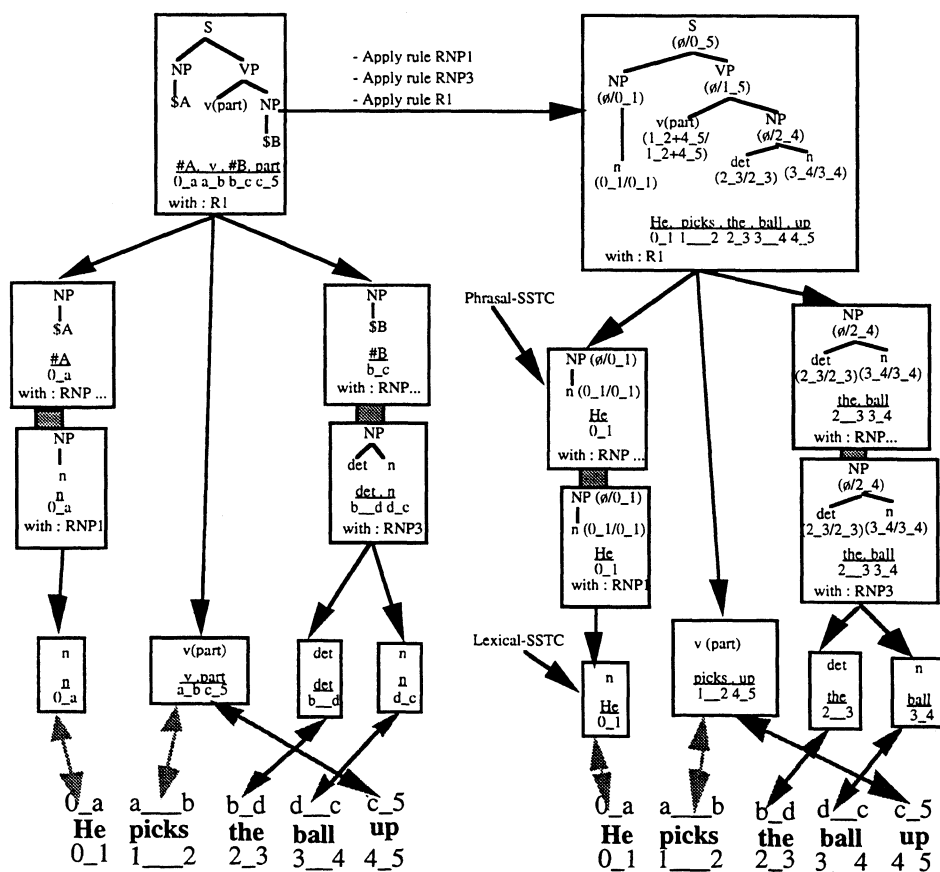 S
NP VP
$A v(part) NP
$B
#A. v . #B. part
0_a a_b b_c c_5
with : R1
- Apply rule RNP1
- Apply rule RNP3
- Apply rule R1
S
(ø/0_5)
NP VP
(ø/0_1) (ø/1_5)
v(part) NP
(1_2+4_5/ (ø/2_4)
1_2+4_5)
n det n
(0_1/0_1) (2_3/2_3) (3_4/3_4)
He. picks . the . ball . up
0_1 1__2 2_3 3__4 4_5
with : R1
NP
$A
#A
0_a
with : RNP ...
NP
n
n
0_a
with : RNP1
NP
$B
#B
b_c
with : RNP...
NP
det n
det . n
b__d d_c
with : RNP3
Phrasal-SSTC
NP (ø/0_1)
n (0_1/0_1)
He
0_1
with : RNP ...
NP (ø/0_1)
n (0_1/0_1)
He
0_1
with : RNP1
NP
(ø/2_4)
det n
(2_3/2_3) (3_4/3_4)
the. ball
2__3 3_4
with : RNP...
NP
(ø/2_4)
det n
(2_3/2_3) (3_4/3_4)
the. ball
2__3 3_4
with : RNP3
n
n
0_a
v(part)
v . part
a_b c_5
det
det
b__d
n
n
d_c
Lexical-SSTC
n
He
0_1
v (part)
picks . up
1__2 4_5
det
the
2__3
n
ball
3_4
0_a a___b b_d d__c c_5
He picks the ball up
0_1 1___2 2_3 3__4 4_5
0_a a___b b_d d__c c_5
He picks the ball up
0_1 1___2 2_3 3 4 4 5